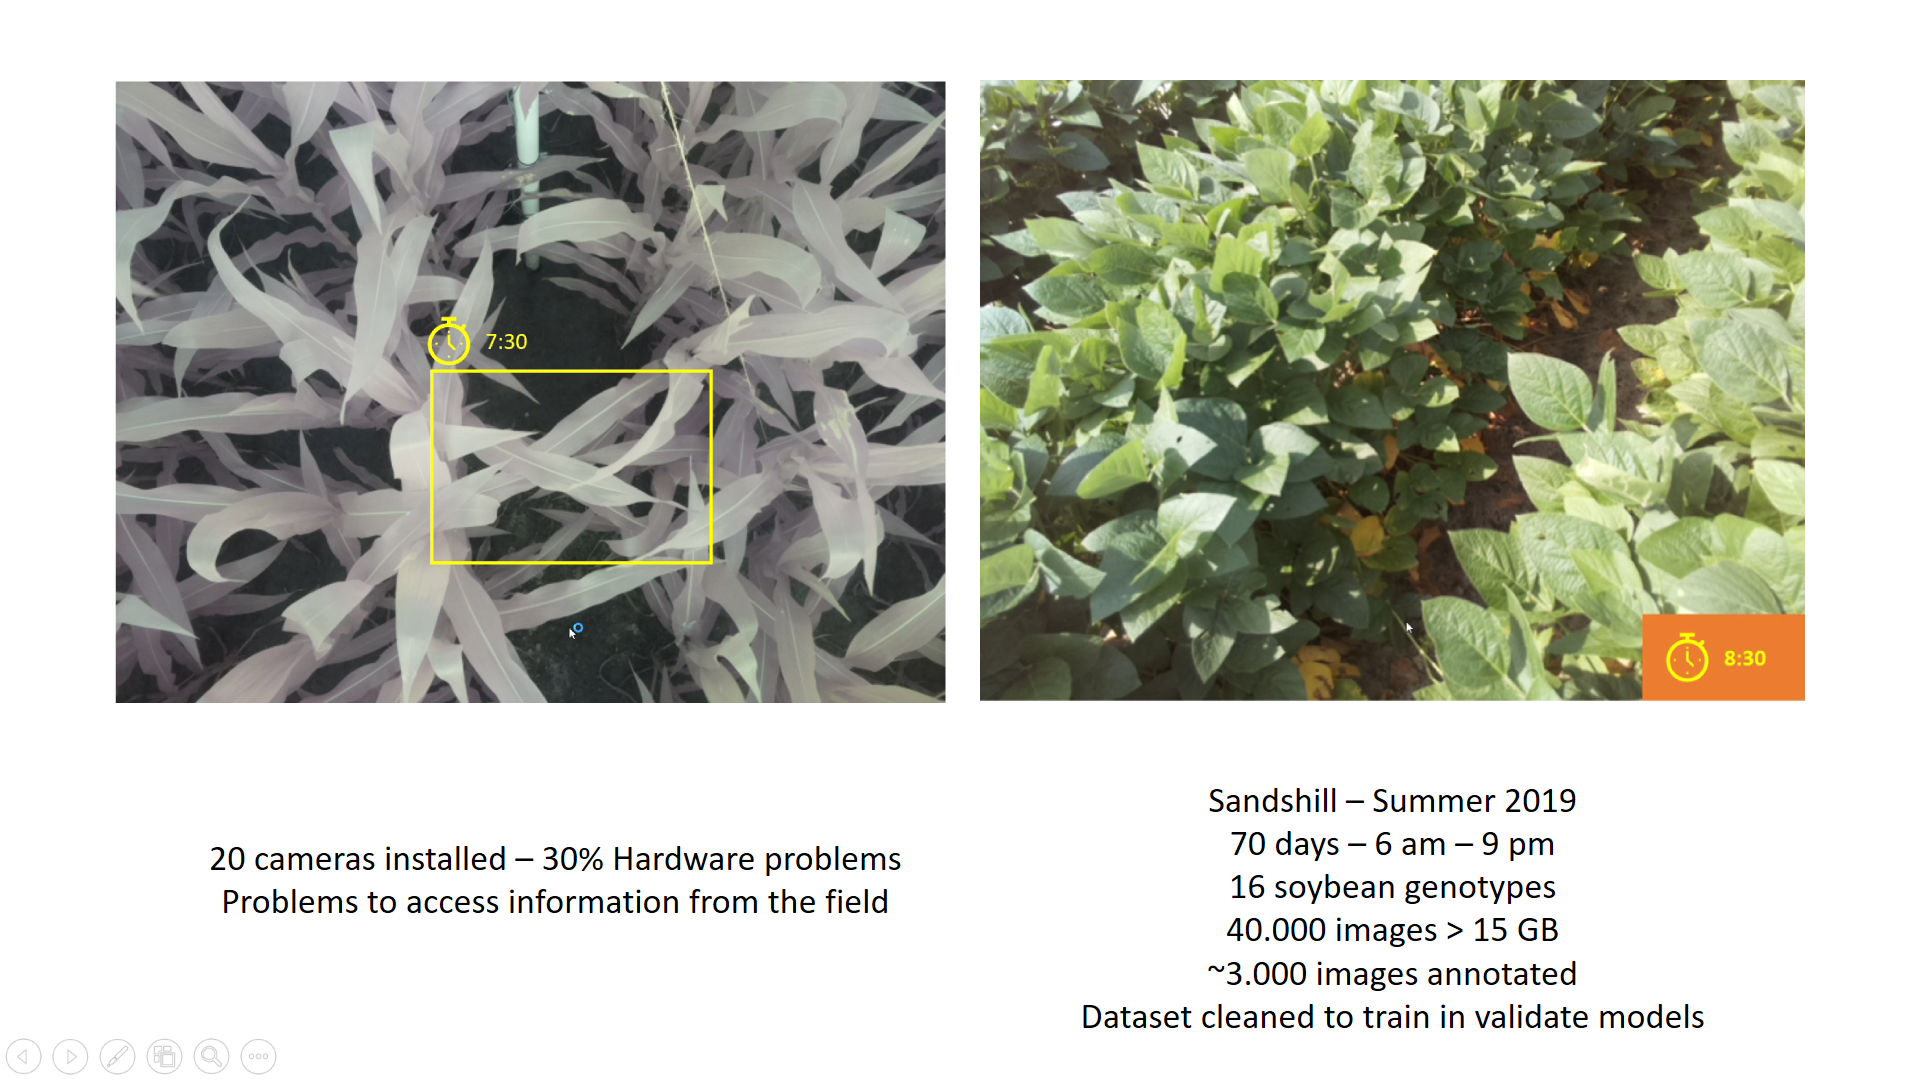 7:30
8:30
20 cameras installed – 30% Hardware problems
Problems to access information from the field
Sandshill – Summer 2019
70 days – 6 am – 9 pm
16 soybean genotypes
40.000 images > 15 GB
~3.000 images annotated
Dataset cleaned to train in validate models